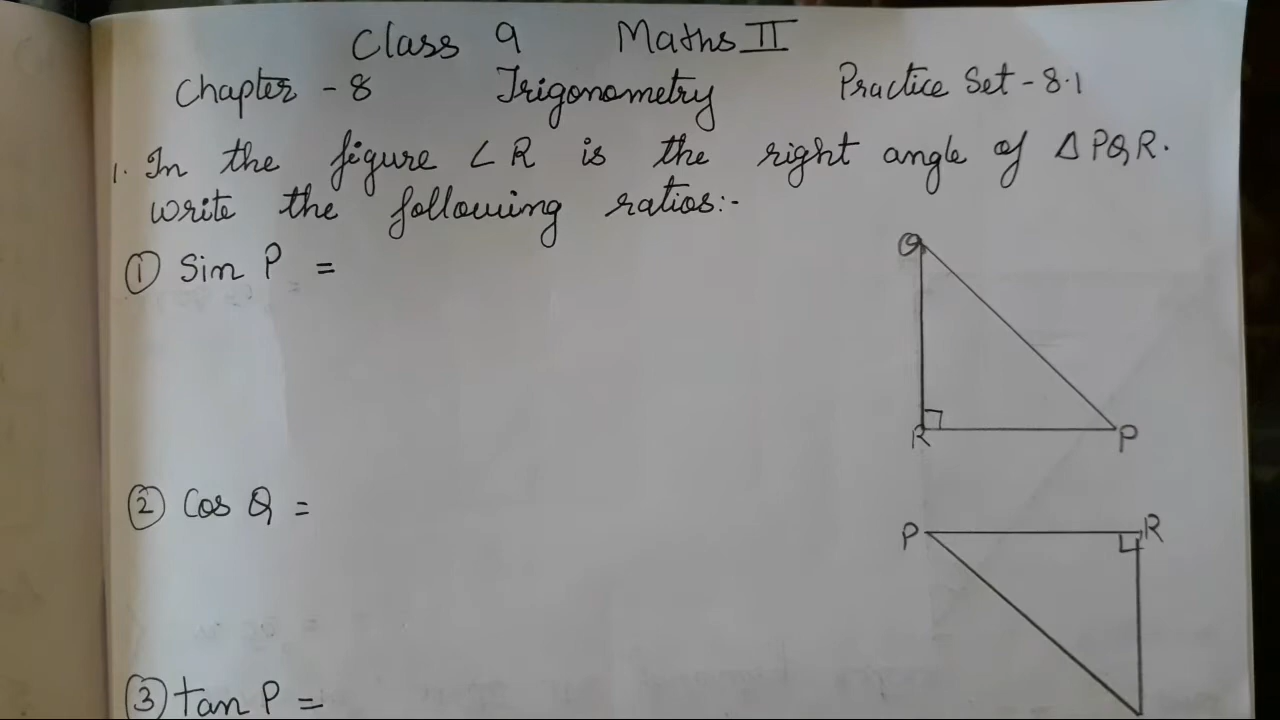 Class 9 Maths II
Chapter - 8 Trigonometry Practice Set - 8.1
1. In the figure ∠R is the right angle of ΔPQR.
write the following ratios:-
① Sin P =
Q
R P
② Cos Q =
P R
③ tan P =